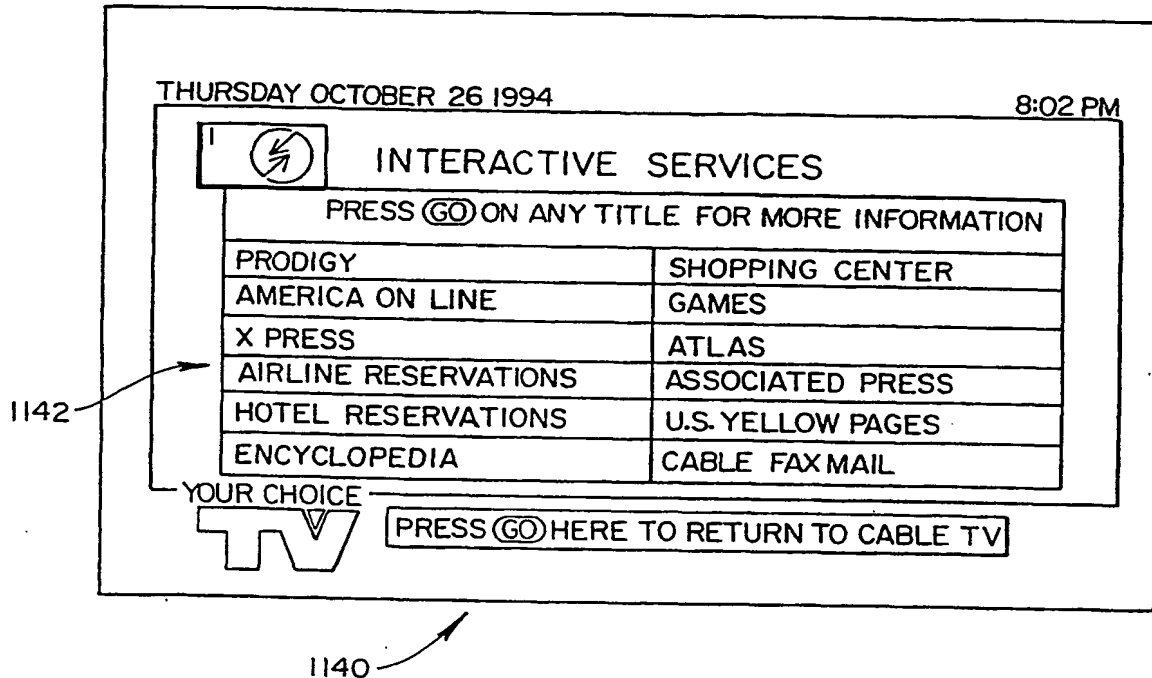 THURSDAY OCTOBER 26 1994 8:02 PM
1
INTERACTIVE SERVICES
PRESS GO ON ANY TITLE FOR MORE INFORMATION
PRODIGY SHOPPING CENTER
AMERICA ON LINE GAMES
X PRESS ATLAS
AIRLINE RESERVATIONS ASSOCIATED PRESS
HOTEL RESERVATIONS U.S. YELLOW PAGES
ENCYCLOPEDIA CABLE FAX MAIL
1142
YOUR CHOICE
TV
PRESS GO HERE TO RETURN TO CABLE TV
1140